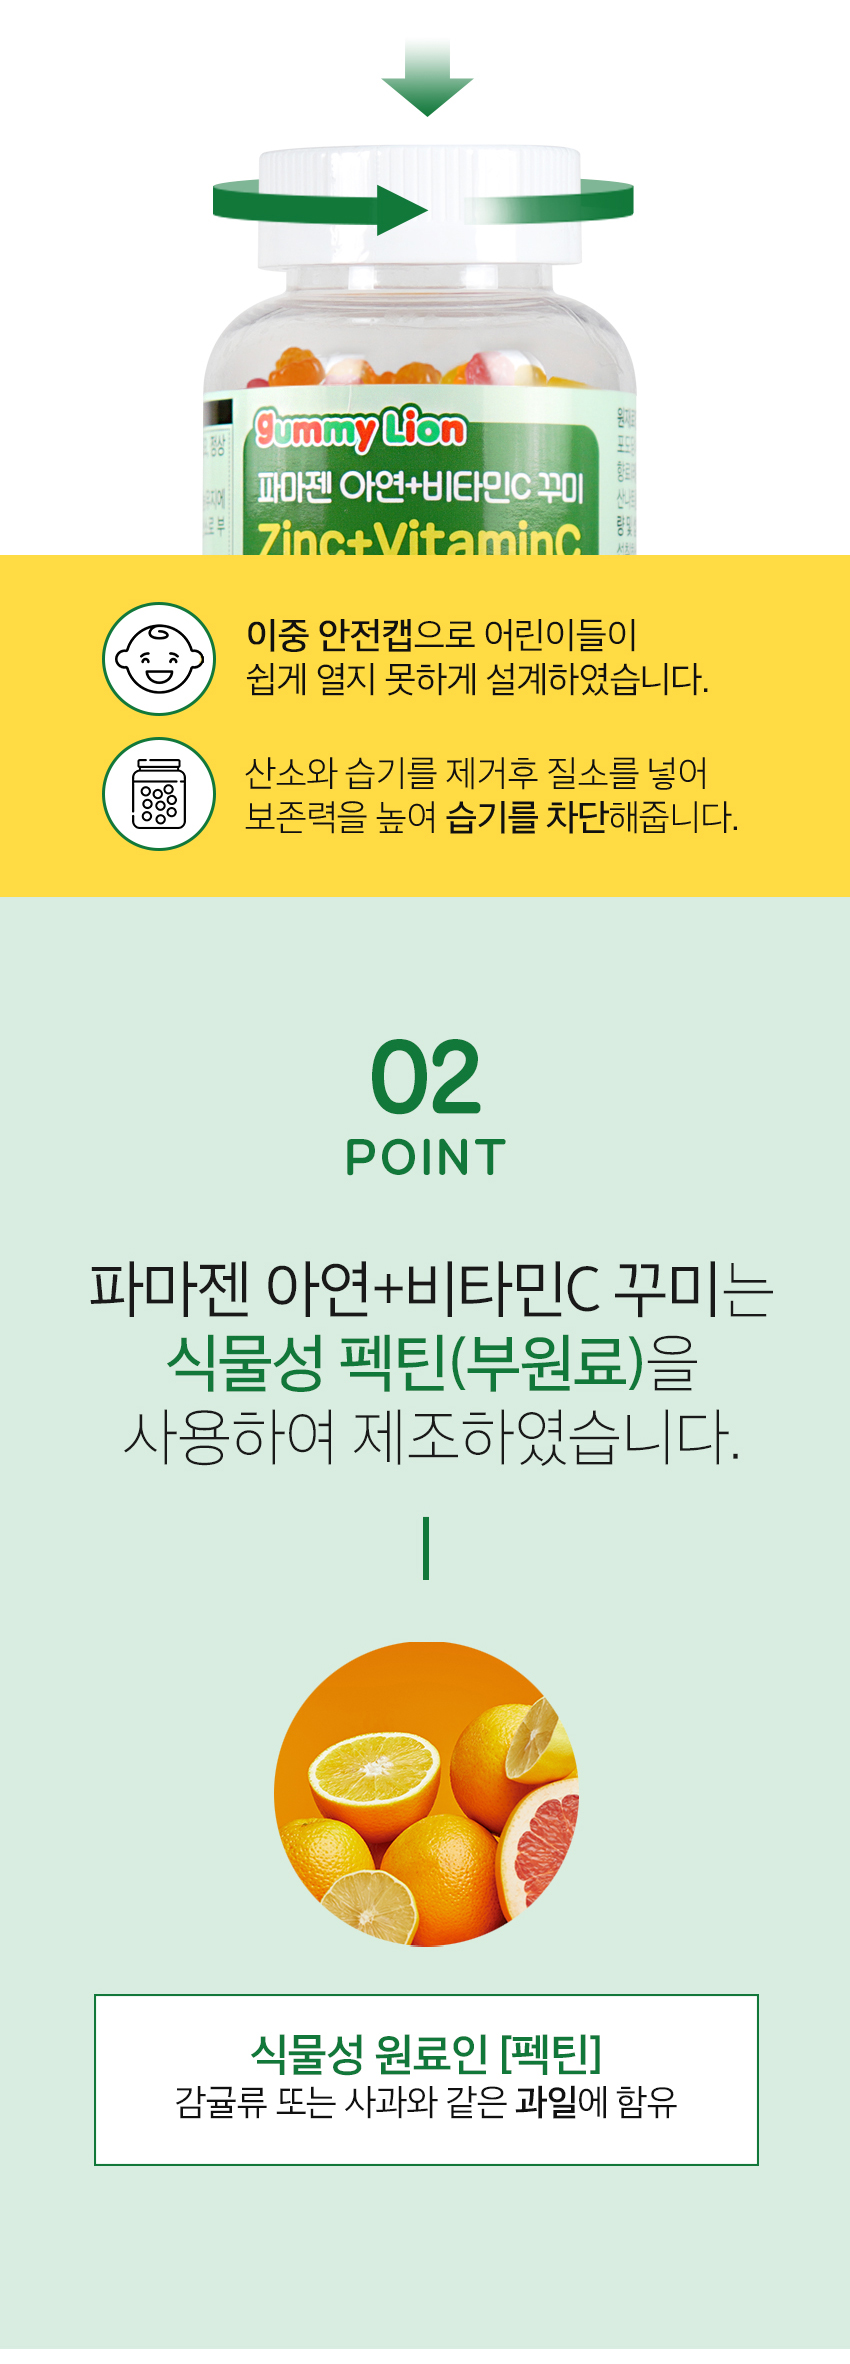 gummy Lion
파마젠 아연+비타민C 꾸미
Zinc+VitaminC
이중 안전캡으로 어린이들이
쉽게 열지 못하게 설계하였습니다.
산소와 습기를 제거후 질소를 넣어
보존력을 높여 습기를 차단해줍니다.
02
POINT
파마젠 아연+비타민C 꾸미는
식물성 펙틴(부원료)을
사용하여 제조하였습니다.
식물성 원료인 [펙틴]
감귤류 또는 사과와 같은 과일에 함유